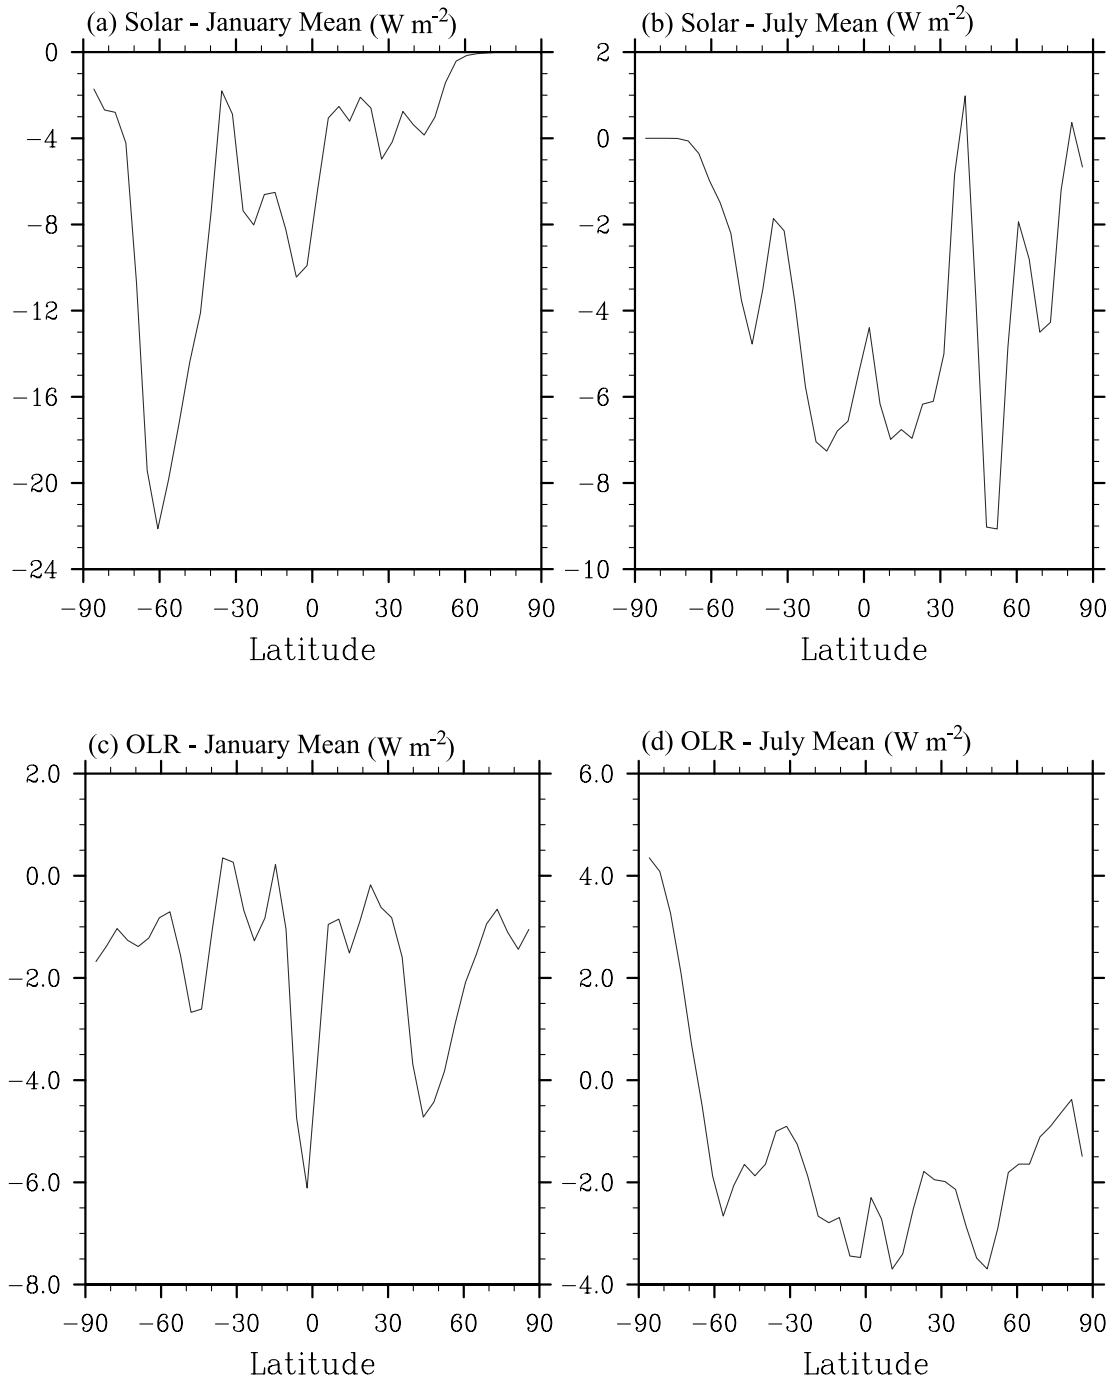 (a) Solar - January Mean (W m-2)
(b) Solar - July Mean (W m-2)
0
−4
−8
−12
−16
−20
−24
−90 −60 −30 0 30 60 90
Latitude
2
0
−2
−4
−6
−8
−10
−90 −60 −30 0 30 60 90
Latitude
(c) OLR - January Mean (W m-2)
(d) OLR - July Mean (W m-2)
2.0
0.0
−2.0
−4.0
−6.0
−8.0
−90 −60 −30 0 30 60 90
Latitude
6.0
4.0
2.0
0.0
−2.0
−4.0
−90 −60 −30 0 30 60 90
Latitude